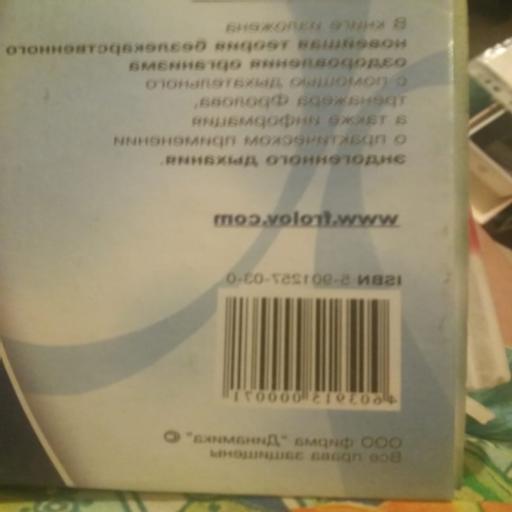 В книге изложена
новейшая теория безлекарственного
оздоровления организма
с помощью дыхательного
тренажера Фролова,
а также информация
о практическом применении
эндогенного дыхания.
www.frolov.com
ISBN 5-901257-03-0
4603915000071
ООО фирма "Динамика" ©
Все права защищены